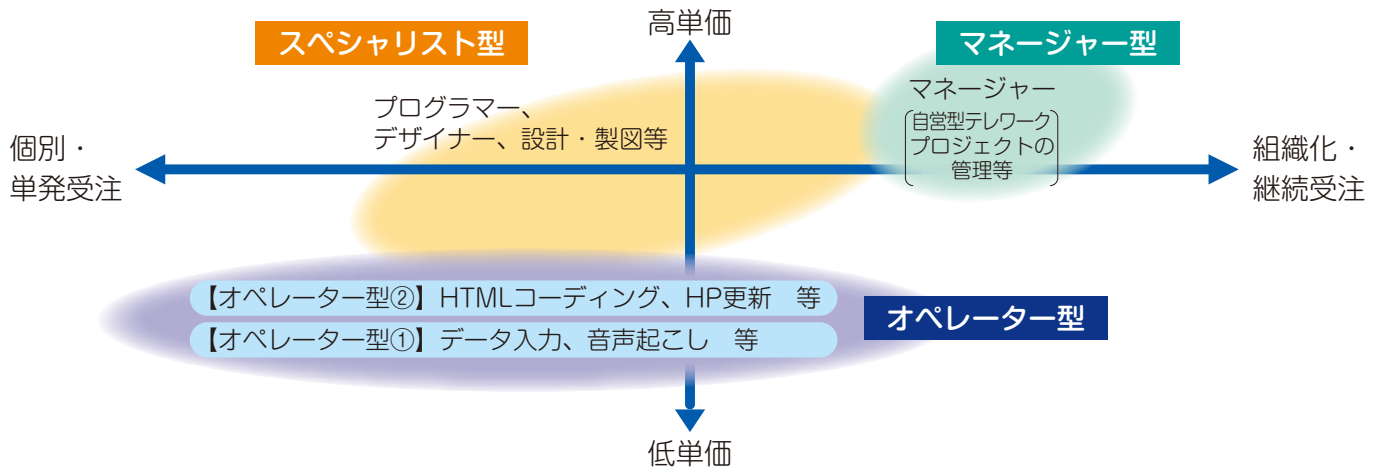 高単価
スペシャリスト型
マネージャー型
プログラマー、
デザイナー、設計・製図等
マネージャー
自営型テレワーク
プロジェクトの
管理等
個別・
単発受注
組織化・
継続受注
【オペレーター型②】HTMLコーディング、HP更新　等
【オペレーター型①】データ入力、音声起こし　等
オペレーター型
低単価